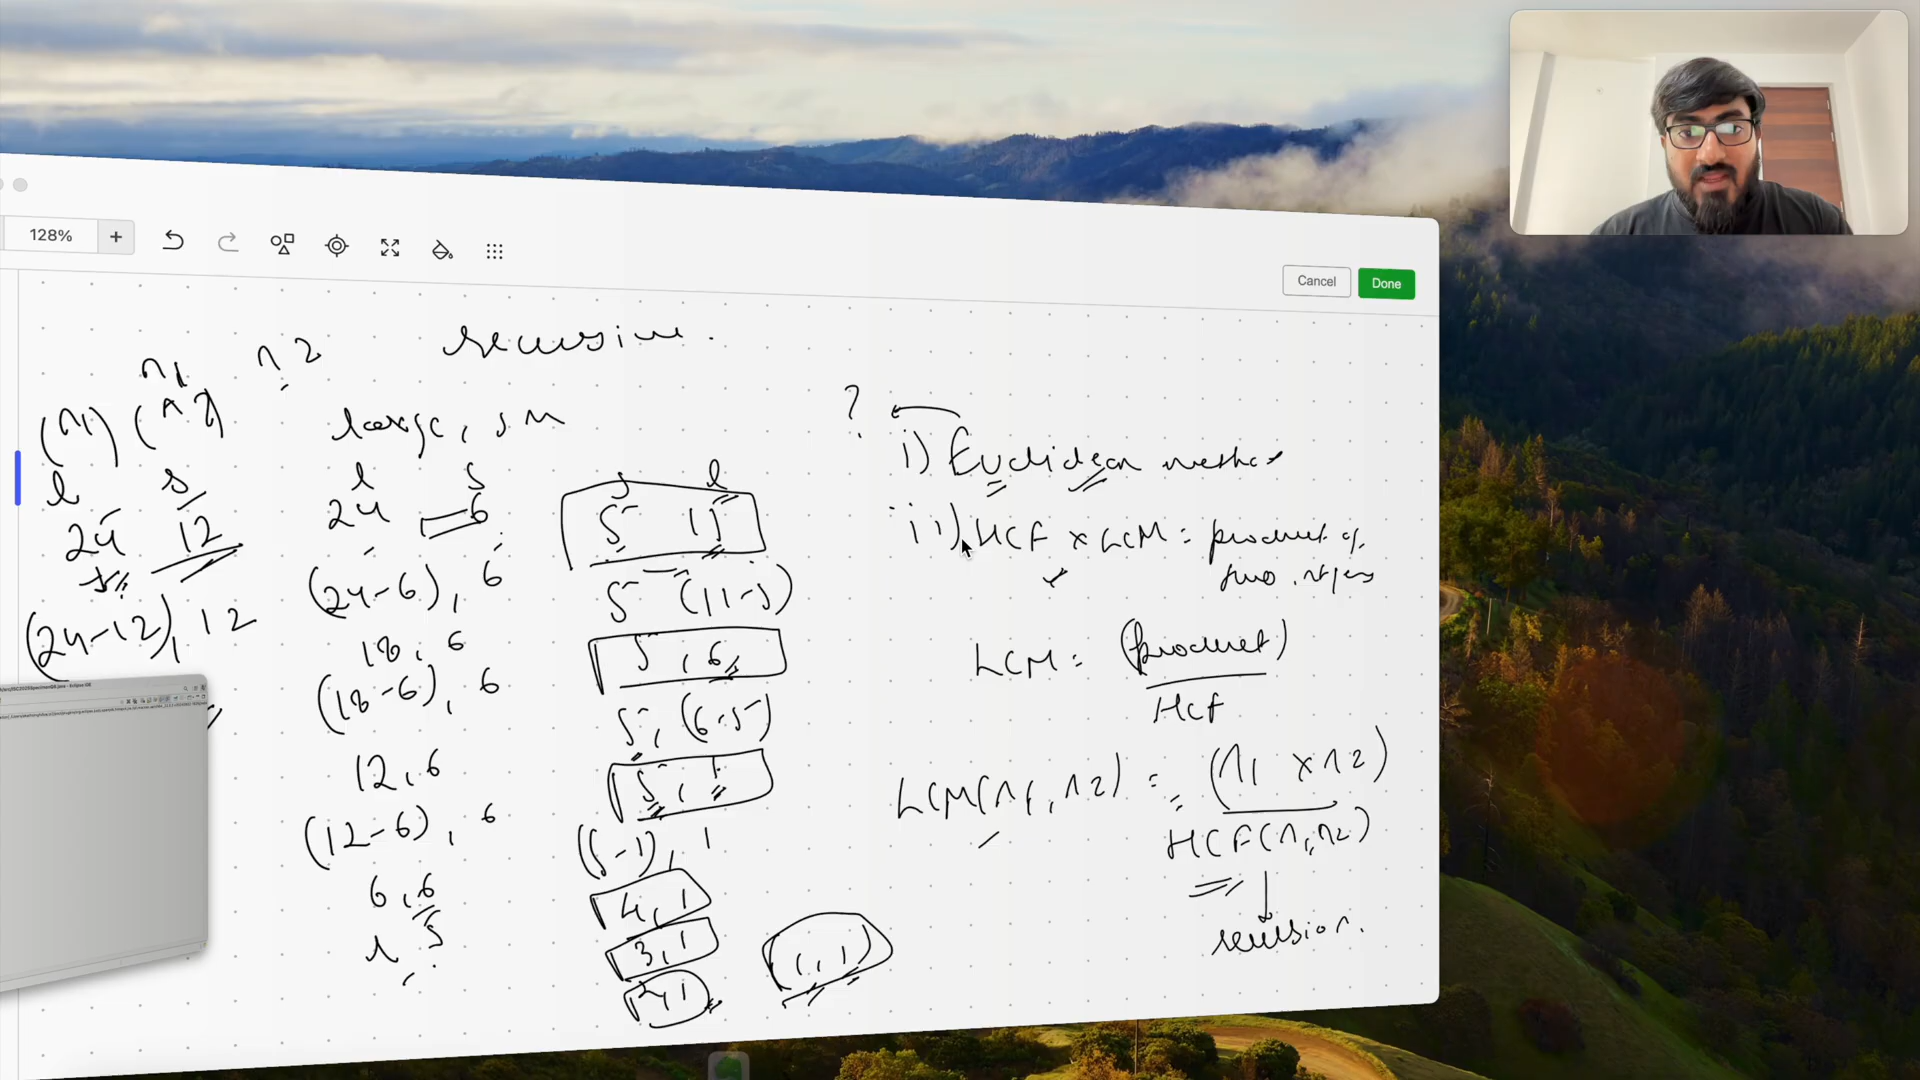 128% +
Cancel Done
recursive.
n1 n2
(n1) (n2)
l s
24 12
(24-12), 12
large, sm
l s
24 6
(24-6), 6
18, 6
(18-6), 6
12, 6
(12-6), 6
6, 6
s l
5 11
5 (11-5)
5, 6
5, (6-5)
5, 1
(5-1), 1
4, 1
3, 1
2, 1
1, 1
?
i) Euclidean method
ii) HCF x LCM = product of
two
LCM = (product)
HCF
LCM(n1, n2) = (n1 x n2)
HCF(n1, n2)
recursion.